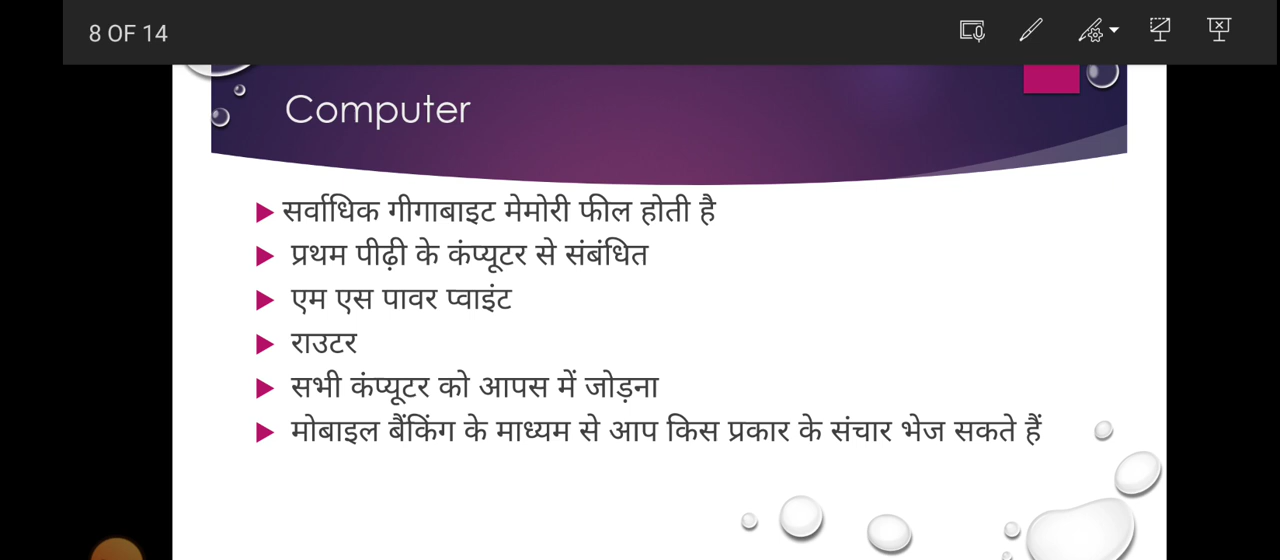 8 OF 14
Computer
सर्वाधिक गीगाबाइट मेमोरी फील होती है
प्रथम पीढ़ी के कंप्यूटर से संबंधित
एम एस पावर प्वाइंट
राउटर
सभी कंप्यूटर को आपस में जोड़ना
मोबाइल बैंकिंग के माध्यम से आप किस प्रकार के संचार भेज सकते हैं